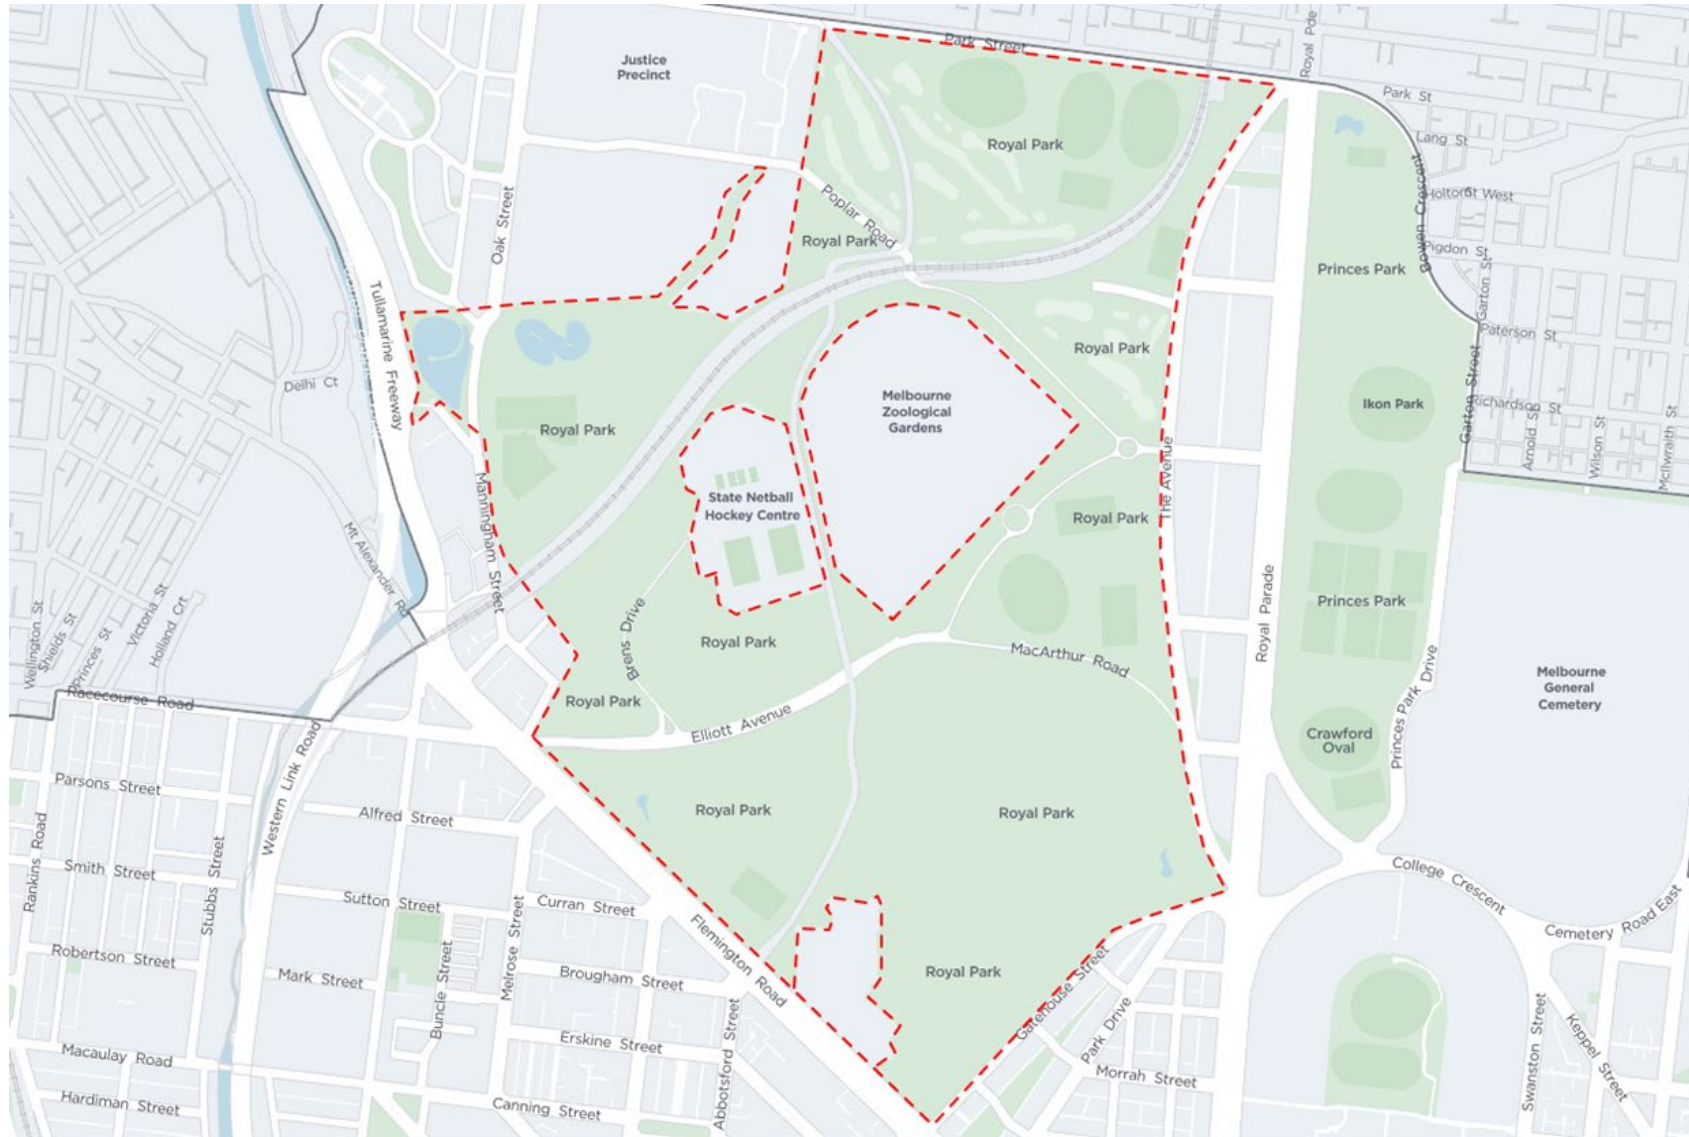 Park Street
Royal Pde
Justice
Precinct
Park St
Lang St
Royal Park
Bowen Crescent
Holtom St West
Oak Street
Poplar Road
Royal Park
Pigdon St
Princes Park
Garton St
Tullamarine Freeway
Paterson St
Royal Park
Delhi Ct
Melbourne
Zoological
Gardens
Ikon Park
Garton Street
Richardson St
Arnold St
Wilson St
McIlwraith St
Royal Park
The Avenue
Manningham Street
State Netball
Hockey Centre
Royal Park
Mt Alexander Rd
Royal Parade
Princes Park
Wellington St
Shields St
Princes St
Victoria St
Holland Crt
Brens Drive
Royal Park
MacArthur Road
Princes Park Drive
Melbourne
General
Cemetery
Racecourse Road
Royal Park
Elliott Avenue
Crawford
Oval
Western Link Road
Parsons Street
Alfred Street
Royal Park
Royal Park
Rankins Road
Smith Street
Stubbs Street
Sutton Street
Curran Street
College Crescent
Cemetery Road East
Flemington Road
Robertson Street
Mark Street
Buncle Street
Melrose Street
Brougham Street
Royal Park
Gatehouse Street
Park Drive
Erskine Street
Abbotsford Street
Macaulay Road
Morrah Street
Swanston Street
Keppel Street
Hardiman Street
Canning Street